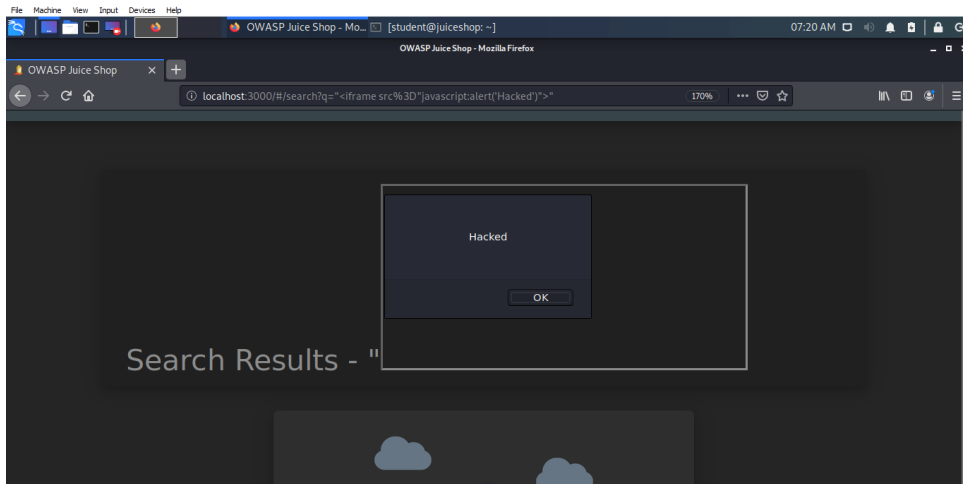 File Machine View Input Devices Help
OWASP Juice Shop - Mo... [student@juiceshop: ~] 07:20 AM
OWASP Juice Shop - Mozilla Firefox
OWASP Juice Shop
localhost:3000/#/search?q="<iframe src%3D"javascript:alert('Hacked')">" 170%
Hacked
OK
Search Results - "